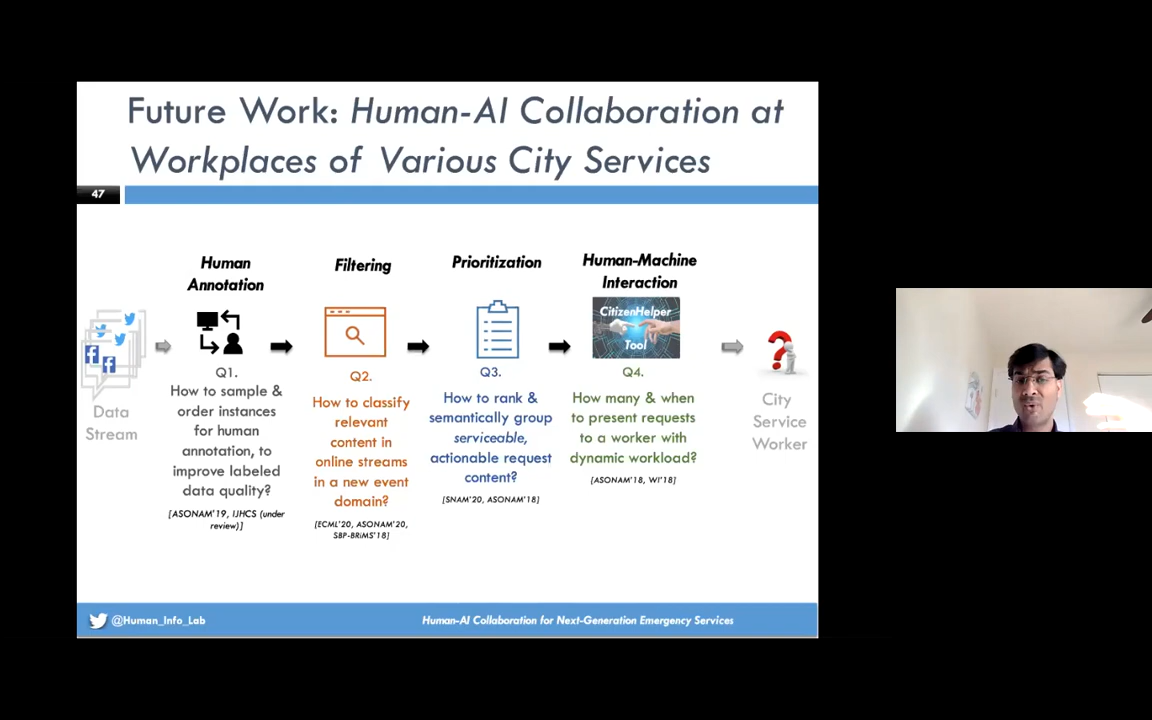 Future Work: Human-AI Collaboration at
Workplaces of Various City Services
47
Human
Annotation
Filtering
Prioritization
Human-Machine
Interaction
CitizenHelper
Tool
Data
Stream
Q1.
How to sample &
order instances
for human
annotation, to
improve labeled
data quality?
[ASONAM'19, IJHCS (under
review)]
Q2.
How to classify
relevant
content in
online streams
in a new event
domain?
[ECML'20, ASONAM'20,
SBP-BRiMS'18]
Q3.
How to rank &
semantically group
serviceable,
actionable request
content?
[SNAM'20, ASONAM'18]
Q4.
How many & when
to present requests
to a worker with
dynamic workload?
[ASONAM'18, WI'18]
City
Service
Worker
@Human_Info_Lab
Human-AI Collaboration for Next-Generation Emergency Services